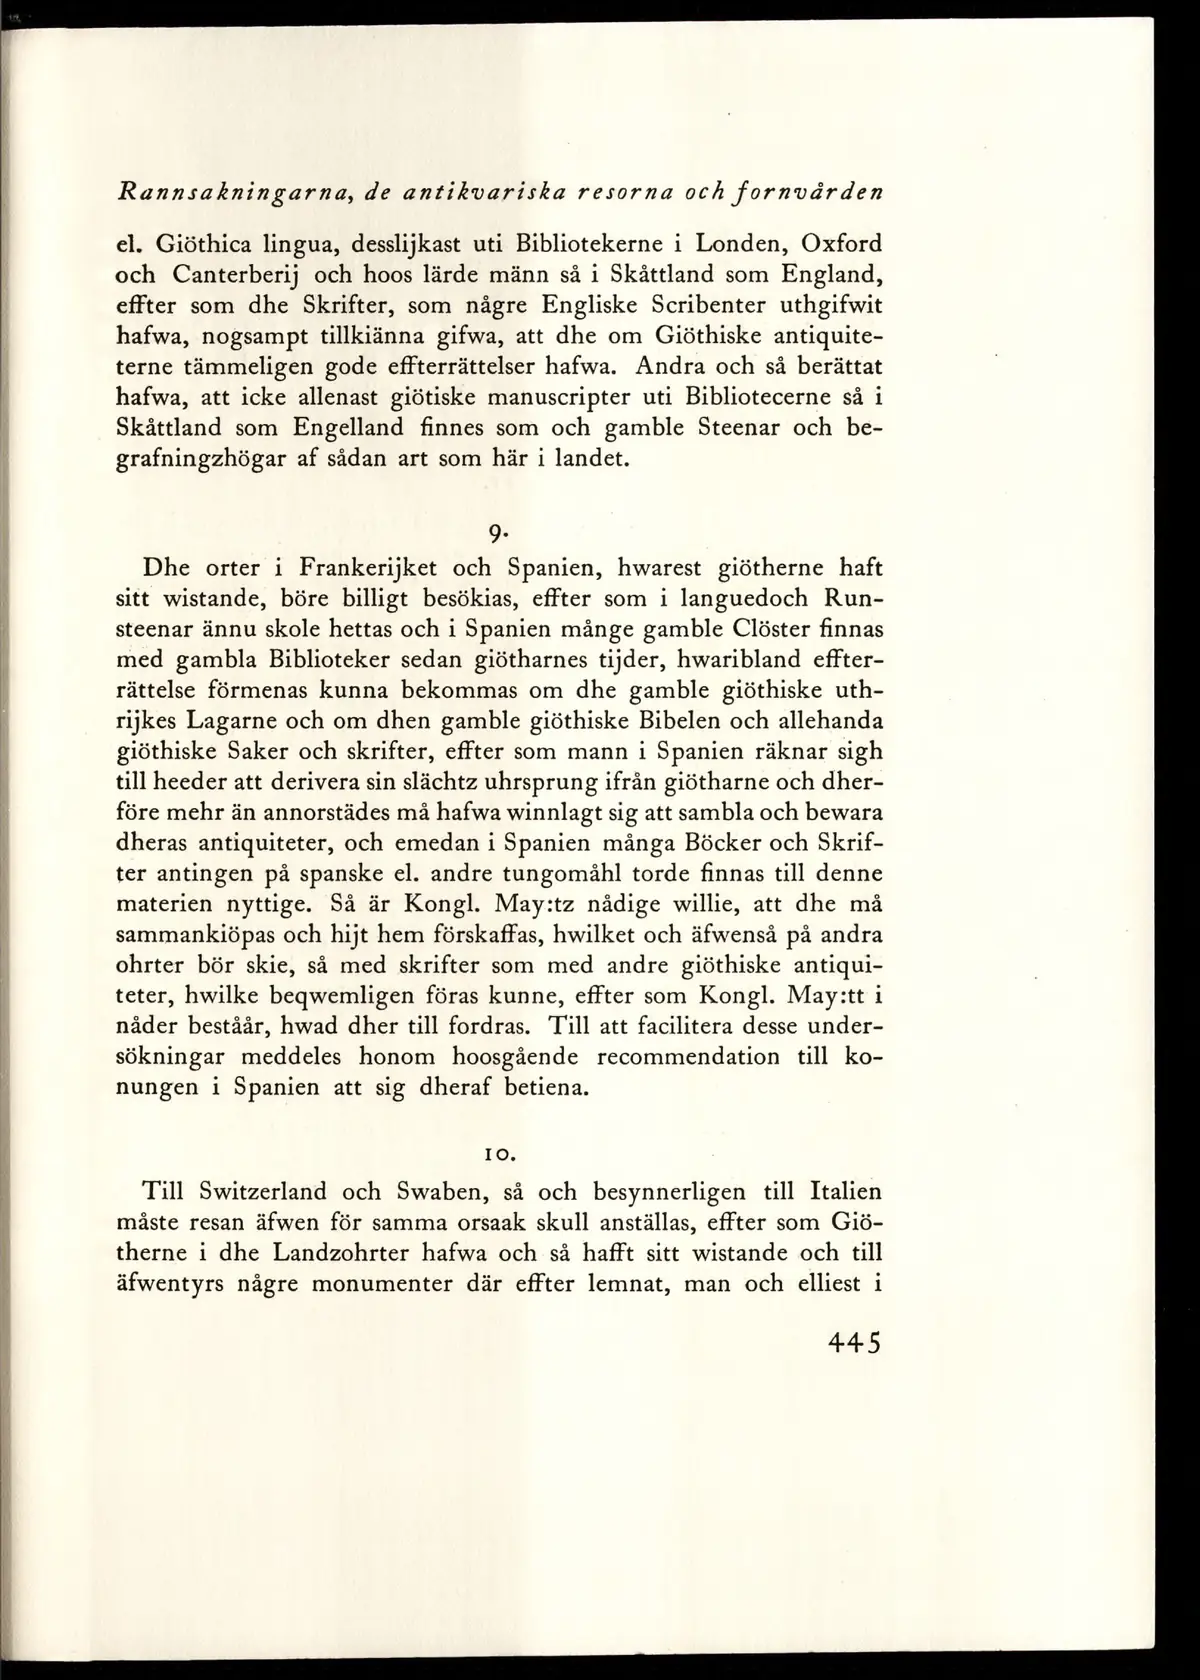 Rannsakningarna, de antikvariska resorna och fornvården
el. Giöthica lingua, desslijkast uti Bibliotekerne i Londen, Oxford
och Canterberij och hoos lärde männ så i Skåttland som England,
effter som dhe Skrifter, som någre Engliske Scribenter uthgifwit
hafwa, nogsampt tillkiänna gifwa, att dhe om Giöthiske antiquite-
terne tämmeligen gode effterrättelser hafwa. Andra och så berättat
hafwa, att icke allenast giötiske manuscripter uti Bibliotecerne så i
Skåttland som Engelland finnes som och gamble Steenar och be-
grafningzhögar af sådan art som här i landet.
9.
Dhe orter i Frankerijket och Spanien, hwarest giötherne haft
sitt wistande, böre billigt besökias, effter som i languedoch Run-
steenar ännu skole hettas och i Spanien månge gamble Clöster finnas
med gambla Biblioteker sedan giötharnes tijder, hwaribland effter-
rättelse förmenas kunna bekommas om dhe gamble giöthiske uth-
rijkes Lagarne och om dhen gamble giöthiske Bibelen och allehanda
giöthiske Saker och skrifter, effter som mann i Spanien räknar sigh
till heeder att derivera sin slächtz uhrsprung ifrån giötharne och dher-
före mehr än annorstädes må hafwa winnlagt sig att sambla och bewara
dheras antiquiteter, och emedan i Spanien många Böcker och Skrif-
ter antingen på spanske el. andre tungomåhl torde finnas till denne
materien nyttige. Så är Kongl. May:tz nådige willie, att dhe må
sammankiöpas och hijt hem förskaffas, hwilket och äfwenså på andra
ohrter bör skie, så med skrifter som med andre giöthiske antiqui-
teter, hwilke beqwemligen föras kunne, effter som Kongl. May:tt i
nåder beståår, hwad dher till fordras. Till att facilitera desse under-
sökningar meddeles honom hoosgående recommendation till ko-
nungen i Spanien att sig dheraf betiena.
10.
Till Switzerland och Swaben, så och besynnerligen till Italien
måste resan äfwen för samma orsaak skull anställas, effter som Giö-
therne i dhe Landzohrter hafwa och så hafft sitt wistande och till
äfwentyrs någre monumenter där effter lemnat, man och elliest i
445